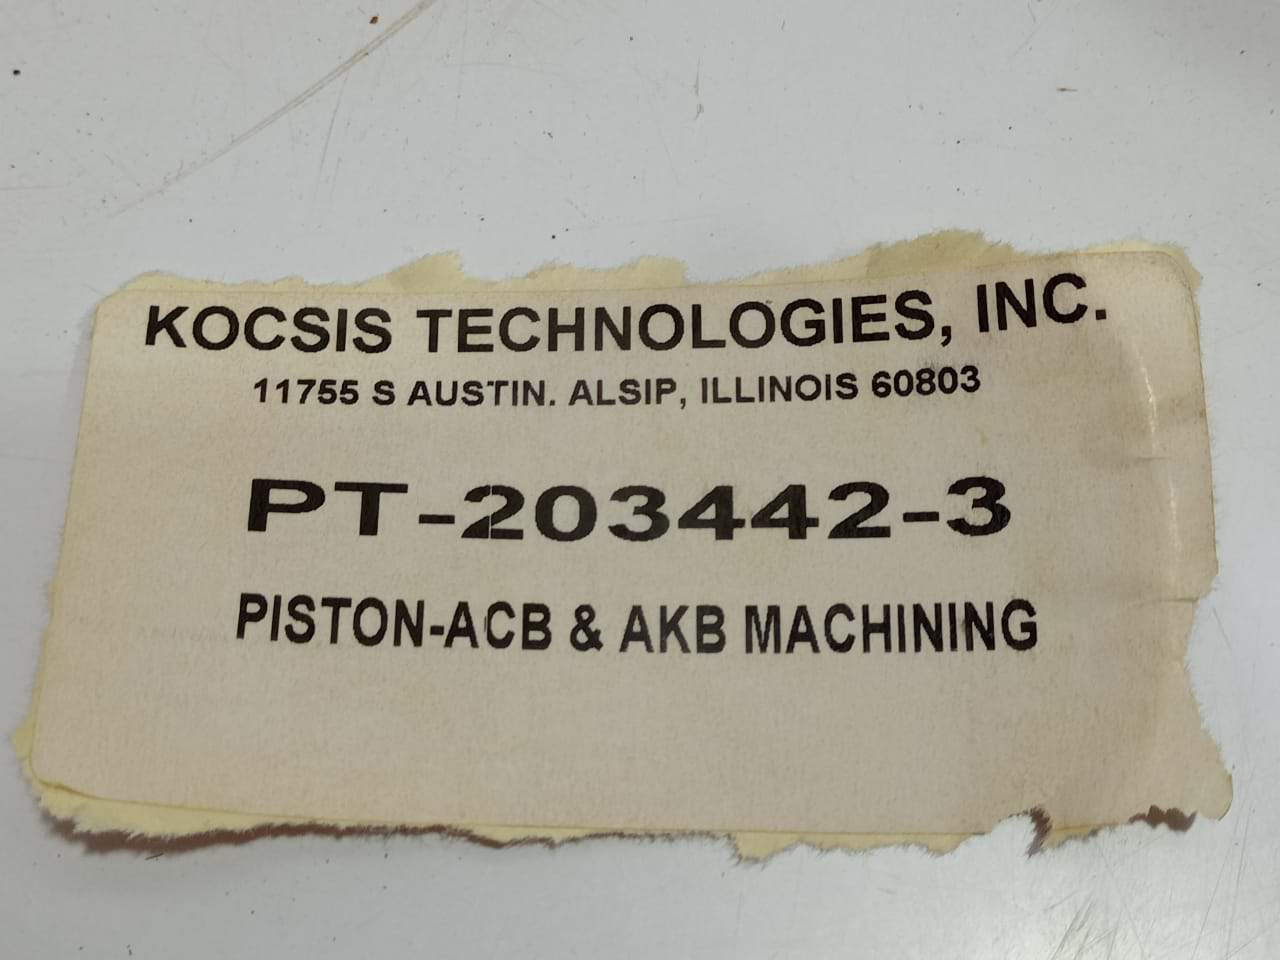 KOCSIS TECHNOLOGIES, INC.
11755 S AUSTIN. ALSIP, ILLINOIS 60803
PT-203442-3
PISTON-ACB & AKB MACHINING